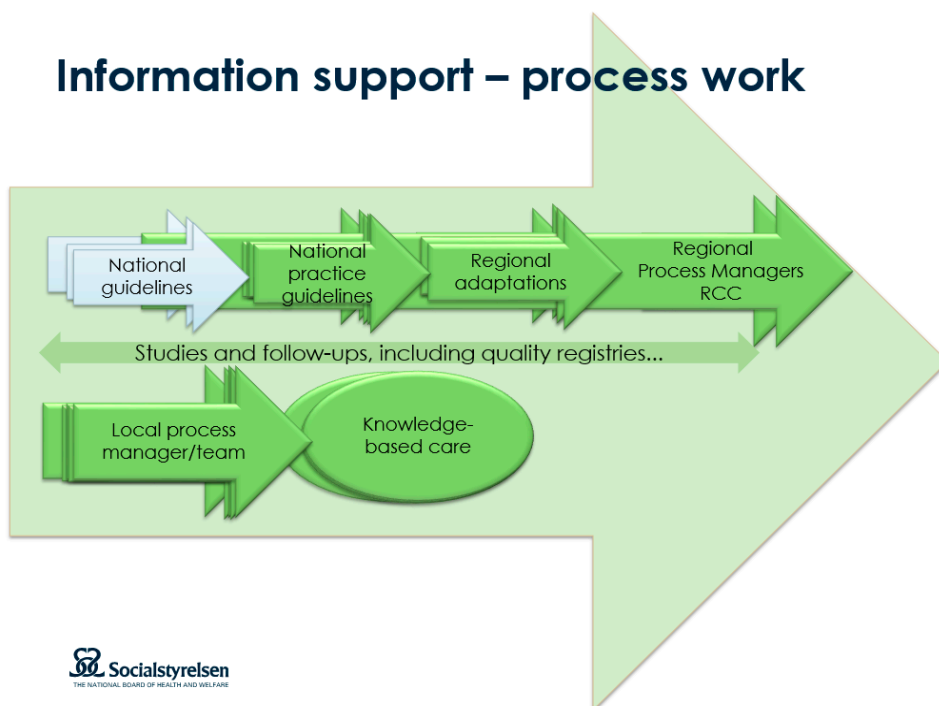 Information support – process work
National
guidelines
National
practice
guidelines
Regional
adaptations
Regional
Process Managers
RCC
Studies and follow-ups, including quality registries...
Local process
manager/team
Knowledge-
based care
Socialstyrelsen
THE NATIONAL BOARD OF HEALTH AND WELFARE